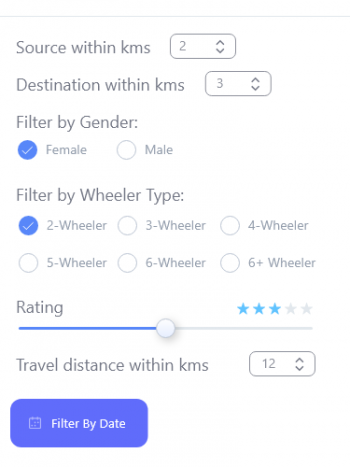 Source within kms 2
Destination within kms 3
Filter by Gender:
Female Male
Filter by Wheeler Type:
2-Wheeler 3-Wheeler 4-Wheeler
5-Wheeler 6-Wheeler 6+ Wheeler
Rating
Travel distance within kms 12
Filter By Date